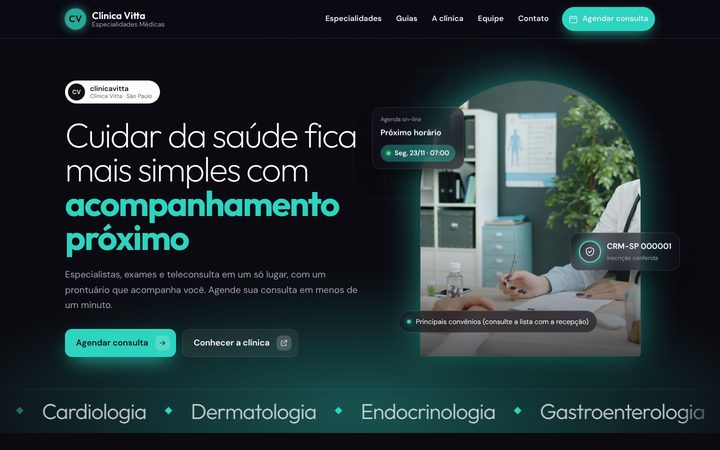 CV
Clínica Vitta
Especialidades Médicas
Especialidades
Guias
A clínica
Equipe
Contato
Agendar consulta
CV
clinicavitta
Clínica Vitta · São Paulo
Cuidar da saúde fica
mais simples com
acompanhamento
próximo
Especialistas, exames e teleconsulta em um só lugar, com um
prontuário que acompanha você. Agende sua consulta em menos de
um minuto.
Agendar consulta
Conhecer a clínica
Agenda on-line
Próximo horário
Seg, 23/11 · 07:00
CRM-SP 000001
inscrição conferida
Principais convênios (consulte a lista com a recepção)
Cardiologia
Dermatologia
Endocrinologia
Gastroenterologia